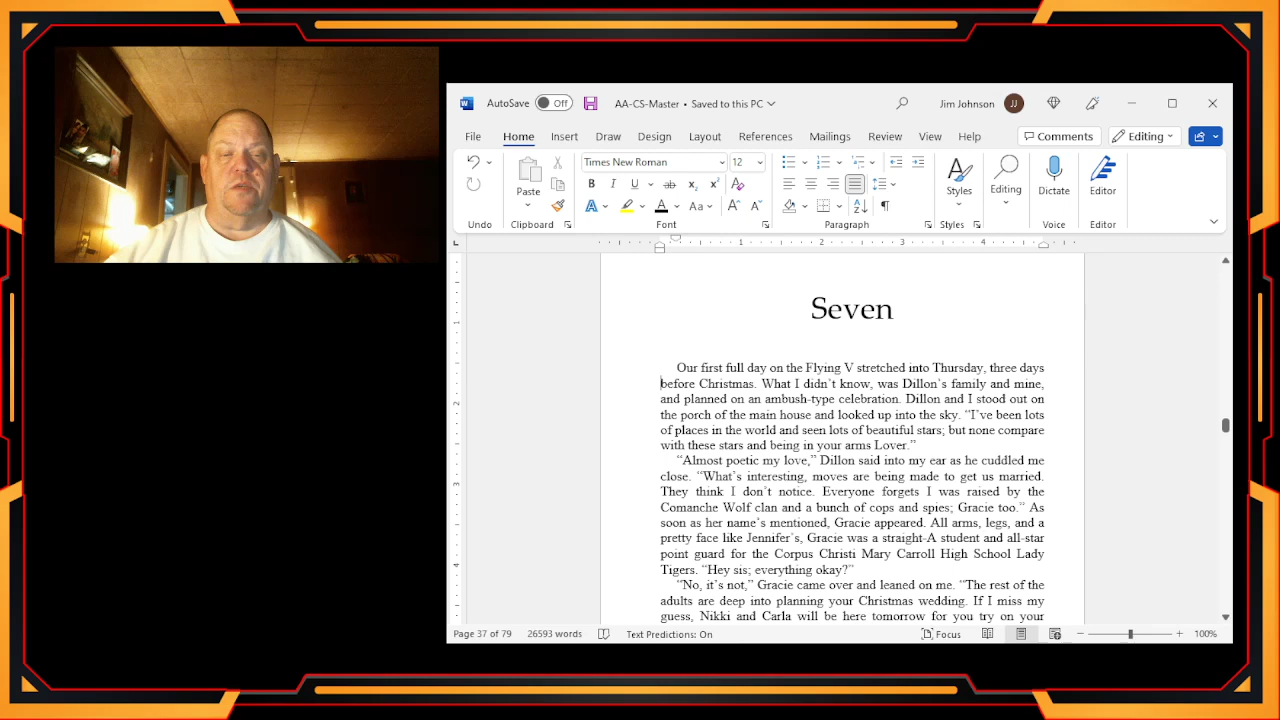 AutoSave Off AA-CS-Master • Saved to this PC Jim Johnson JJ
File Home Insert Draw Design Layout References Mailings Review View Help Comments Editing
Times New Roman 12
Paste Styles Editing Dictate Editor
B I U ab x₂ x² A
A A Aa A A
Undo Clipboard Font Paragraph Styles Voice Editor
1 2 3 4
Seven
Our first full day on the Flying V stretched into Thursday, three days
before Christmas. What I didn't know, was Dillon's family and mine,
and planned on an ambush-type celebration. Dillon and I stood out on
the porch of the main house and looked up into the sky. “I've been lots
of places in the world and seen lots of beautiful stars; but none compare
with these stars and being in your arms Lover.”
“Almost poetic my love,” Dillon said into my ear as he cuddled me
close. “What's interesting, moves are being made to get us married.
They think I don't notice. Everyone forgets I was raised by the
Comanche Wolf clan and a bunch of cops and spies; Gracie too.” As
soon as her name's mentioned, Gracie appeared. All arms, legs, and a
pretty face like Jennifer's, Gracie was a straight-A student and all-star
point guard for the Corpus Christi Mary Carroll High School Lady
Tigers. “Hey sis; everything okay?”
“No, it's not,” Gracie came over and leaned on me. “The rest of the
adults are deep into planning your Christmas wedding. If I miss my
guess, Nikki and Carla will be here tomorrow for you try on your
Page 37 of 79 26593 words Text Predictions: On Focus 100%